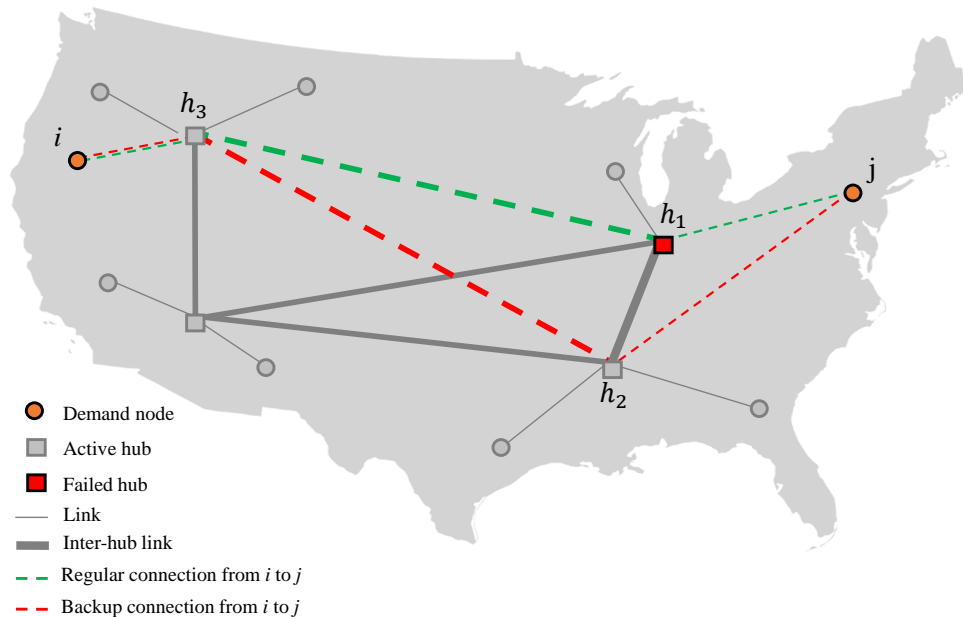 h₃
i
j
h₁
h₂
Demand node
Active hub
Failed hub
Link
Inter-hub link
Regular connection from i to j
Backup connection from i to j